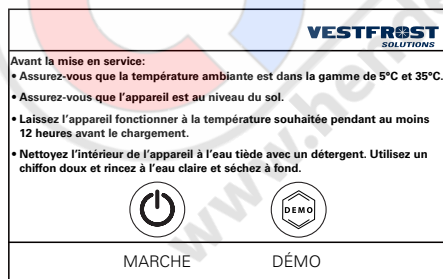 VESTFROST
SOLUTIONS
Avant la mise en service:
• Assurez-vous que la température ambiante est dans la gamme de 5°C et 35°C.
• Assurez-vous que l'appareil est au niveau du sol.
• Laissez l'appareil fonctionner à la température souhaitée pendant au moins
12 heures avant le chargement.
• Nettoyez l'intérieur de l'appareil à l'eau tiède avec un détergent. Utilisez un
chiffon doux et rincez à l'eau claire et séchez à fond.
DEMO
MARCHE DÉMO